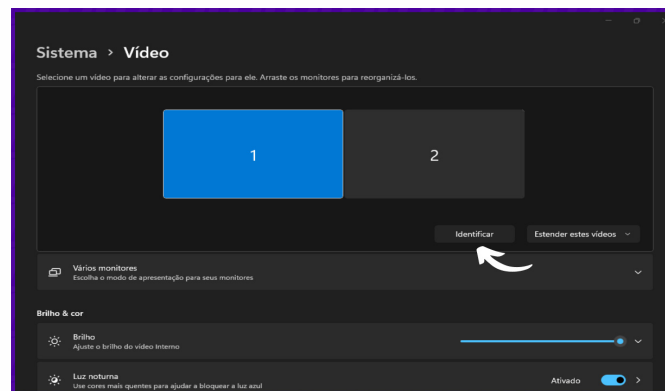 Sistema > Vídeo
Selecione um vídeo para alterar as configurações para ele. Arraste os monitores para reorganizá-los.
1
2
Identificar
Estender estes vídeos
Vários monitores
Escolha o modo de apresentação para seus monitores
Brilho & cor
Brilho
Ajuste o brilho do vídeo interno
Luz noturna
Use cores mais quentes para ajudar a bloquear a luz azul
Ativado